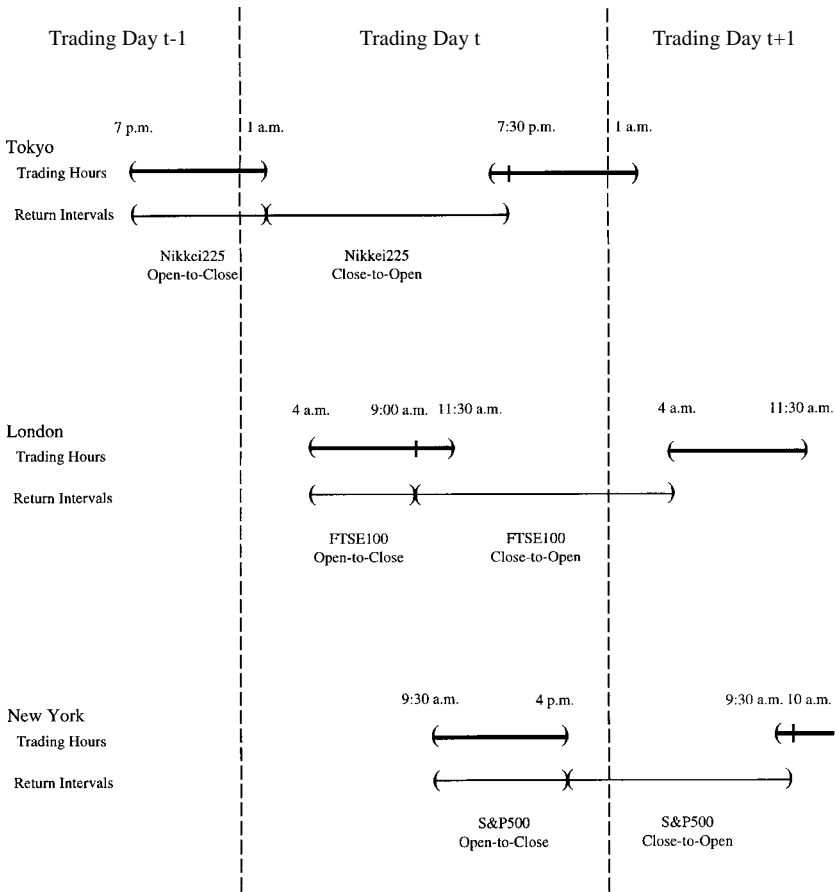 Trading Day t-1 Trading Day t Trading Day t+1
7 p.m. 1 a.m. 7:30 p.m. 1 a.m.
Tokyo
Trading Hours
Return Intervals
Nikkei225 Nikkei225
Open-to-Close Close-to-Open
4 a.m. 9:00 a.m. 11:30 a.m. 4 a.m. 11:30 a.m.
London
Trading Hours
Return Intervals
FTSE100 FTSE100
Open-to-Close Close-to-Open
9:30 a.m. 4 p.m. 9:30 a.m. 10 a.m.
New York
Trading Hours
Return Intervals
S&P500 S&P500
Open-to-Close Close-to-Open